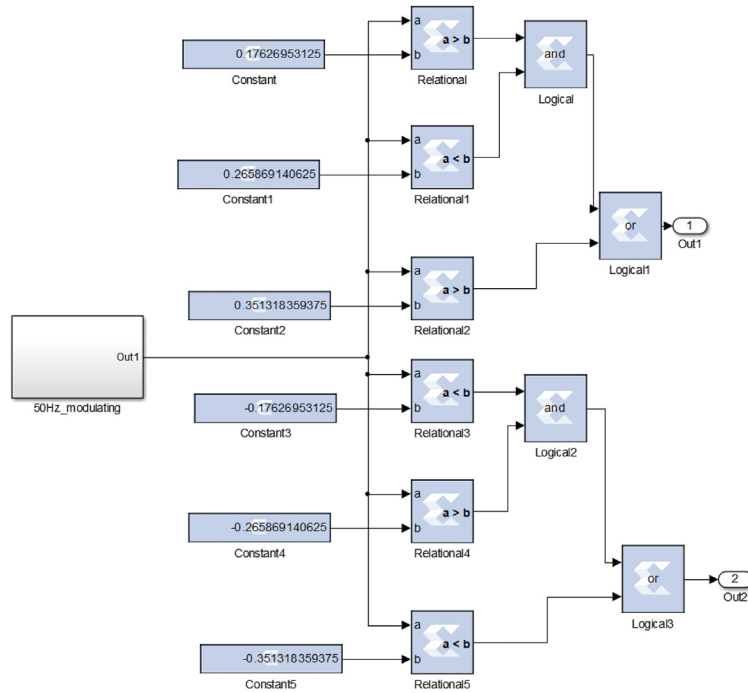 a
a > b
b
Relational
0.17626953125
Constant
and
Logical
a
a < b
b
Relational1
0.265869140625
Constant1
or
Logical1
1
Out1
a
a > b
b
Relational2
0.351318359375
Constant2
Out1
50Hz_modulating
a
a < b
b
Relational3
-0.17626953125
Constant3
and
Logical2
a
a > b
b
Relational4
-0.265869140625
Constant4
or
Logical3
2
Out2
a
a < b
b
Relational5
-0.351318359375
Constant5